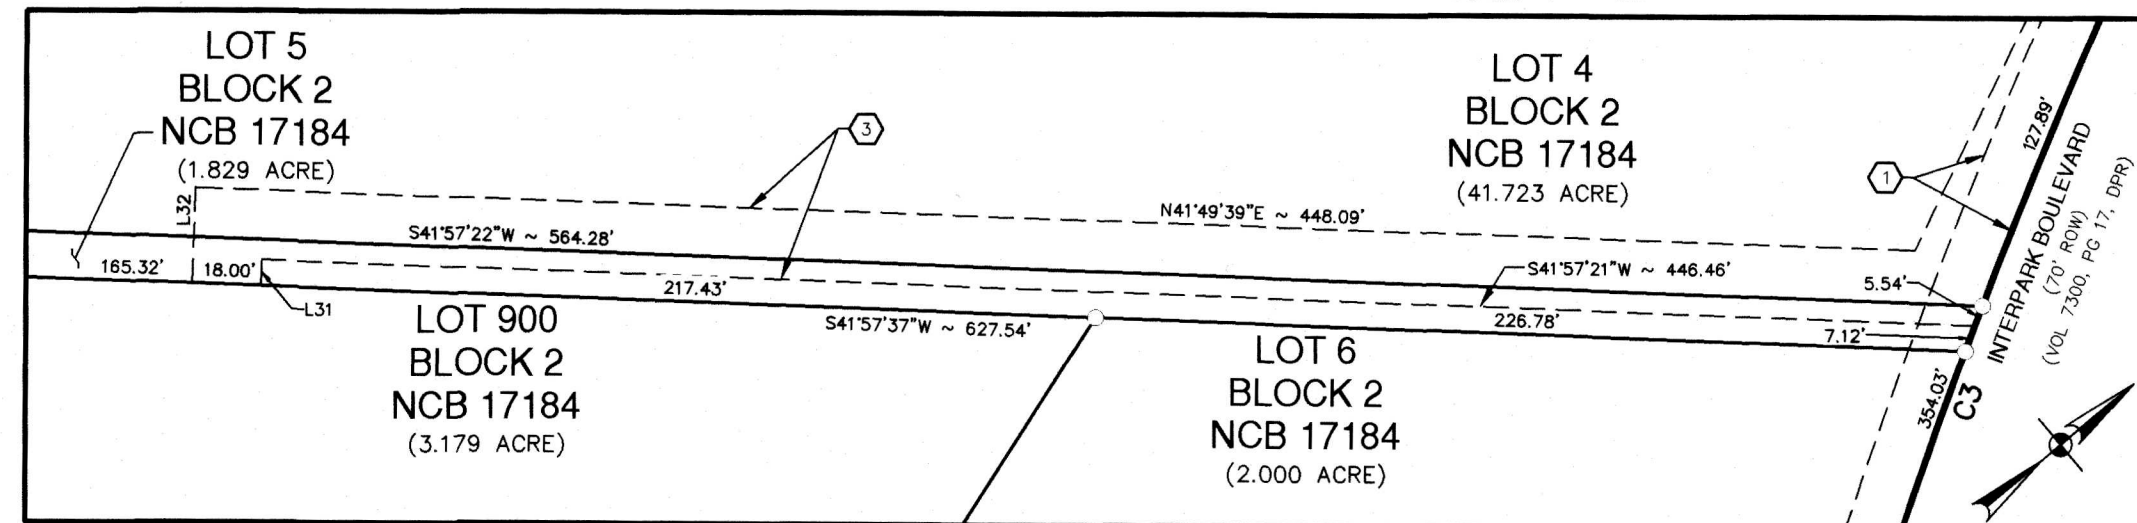 LOT 5
BLOCK 2
NCB 17184
(1.829 ACRE)
LOT 4
BLOCK 2
NCB 17184
(41.723 ACRE)
3
1
127.89'
INTERPARK BOULEVARD
(70' ROW)
(VOL 7300, PG 17, DPR)
L32
N41°49'39"E ~ 448.09'
S41°57'22"W ~ 564.28'
165.32'
18.00'
L31
217.43'
S41°57'21"W ~ 446.46'
5.54'
S41°57'37"W ~ 627.54'
226.78'
7.12'
354.03'
C3
LOT 900
BLOCK 2
NCB 17184
(3.179 ACRE)
LOT 6
BLOCK 2
NCB 17184
(2.000 ACRE)